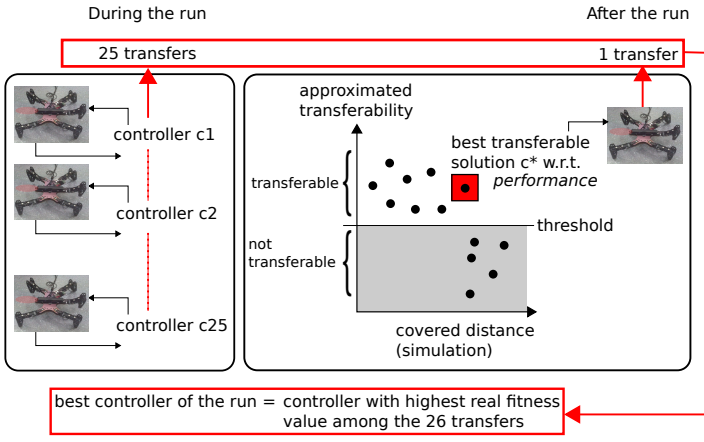 During the run
After the run
25 transfers
1 transfer
controller c1
controller c2
controller c25
approximated
transferability
transferable
not
transferable
best transferable
solution c* w.r.t.
performance
threshold
covered distance
(simulation)
best controller of the run = controller with highest real fitness
value among the 26 transfers